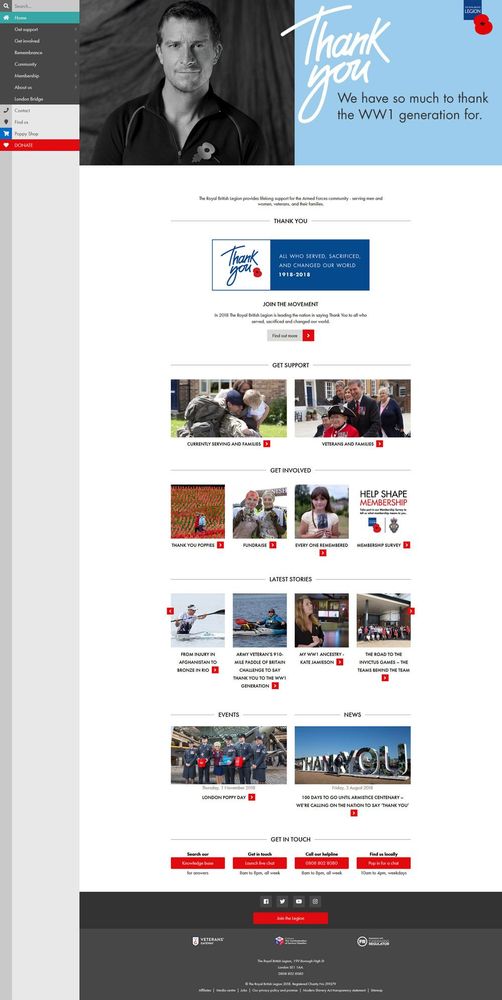 Search...
Home
Get support
Get involved
Remembrance
Community
Membership
About us
London Bridge
Contact
Find us
Poppy Shop
DONATE
LEGION
Thank
you
We have so much to thank
the WW1 generation for.
The Royal British Legion provides lifelong support for the Armed Forces community - serving men and
women, veterans, and their families.
THANK YOU
Thank
you
ALL WHO SERVED, SACRIFICED,
AND CHANGED OUR WORLD
1918-2018
JOIN THE MOVEMENT
In 2018 The Royal British Legion is leading the nation in saying Thank You to all who
served, sacrificed and changed our world.
Find out more
GET SUPPORT
CURRENTLY SERVING AND FAMILIES
VETERANS AND FAMILIES
GET INVOLVED
HELP SHAPE
MEMBERSHIP
Take part in our Membership Survey to
tell us what membership means to you.
THANK YOU POPPIES
FUNDRAISE
EVERY ONE REMEMBERED
MEMBERSHIP SURVEY
LATEST STORIES
FROM INJURY IN
AFGHANISTAN TO
BRONZE IN RIO
ARMY VETERAN'S 910-
MILE PADDLE OF BRITAIN
CHALLENGE TO SAY
THANK YOU TO THE WW1
GENERATION
MY WW1 ANCESTRY -
KATE JAMIESON
THE ROAD TO THE
INVICTUS GAMES – THE
TEAMS BEHIND THE TEAM
EVENTS
Thursday, 1 November 2018
LONDON POPPY DAY
NEWS
THANK YOU
Friday, 3 August 2018
100 DAYS TO GO UNTIL ARMISTICE CENTENARY –
WE'RE CALLING ON THE NATION TO SAY 'THANK YOU'
GET IN TOUCH
Search our
Knowledge base
for answers
Get in touch
Launch live chat
8am to 8pm, all week
Call our helpline
0808 802 8080
8am to 8pm, all week
Find us locally
Pop in for a chat
10am to 4pm, weekdays
Join the Legion
VETERANS'
GATEWAY
REGULATOR
The Royal British Legion, 199 Borough High St
London SE1 1AA
0808 802 8080
© The Royal British Legion 2018. Registered Charity No: 219279
Affiliates | Media centre | Jobs | Our privacy policy and promise | Modern Slavery Act transparency statement | Sitemap